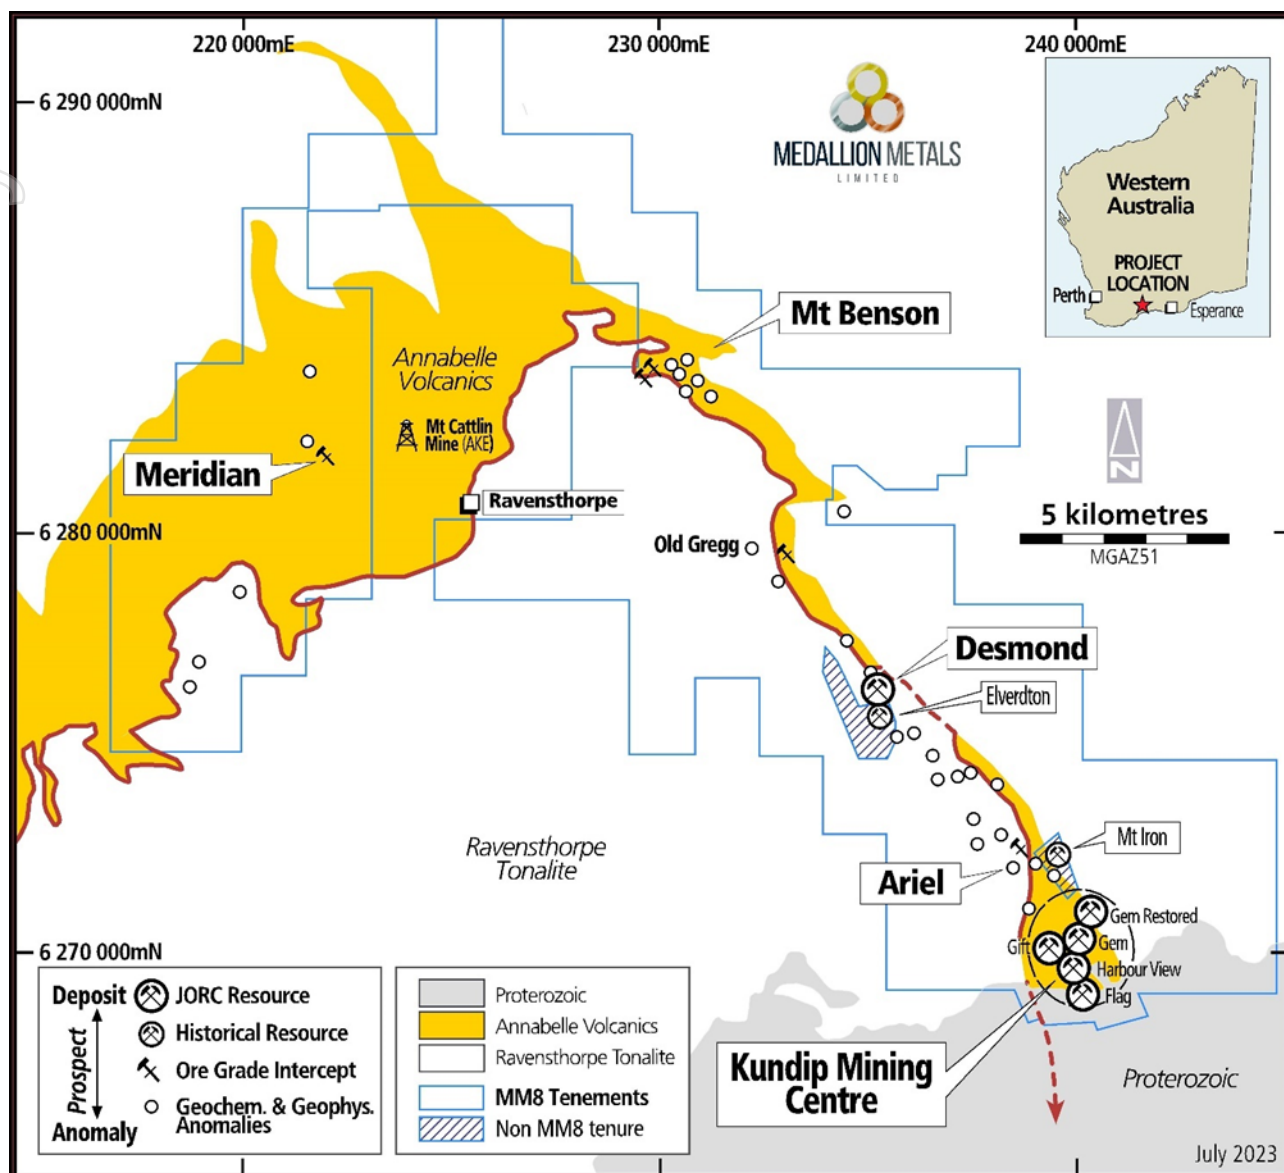 220 000mE
230 000mE
240 000mE
6 290 000mN
MEDALLION METALS
LIMITED
Western
Australia
PROJECT
LOCATION
Perth
Esperance
Mt Benson
Annabelle
Volcanics
Mt Cattlin
Mine (AKE)
Meridian
Ravensthorpe
N
5 kilometres
MGAZ51
6 280 000mN
Old Gregg
Desmond
Elverdton
Ravensthorpe
Tonalite
Mt Iron
Ariel
Gem Restored
Gift
Gem
Harbour View
Flag
6 270 000mN
Kundip Mining
Centre
Proterozoic
Deposit
Prospect
Anomaly
JORC Resource
Historical Resource
Ore Grade Intercept
Geochem. & Geophys.
Anomalies
Proterozoic
Annabelle Volcanics
Ravensthorpe Tonalite
MM8 Tenements
Non MM8 tenure
July 2023